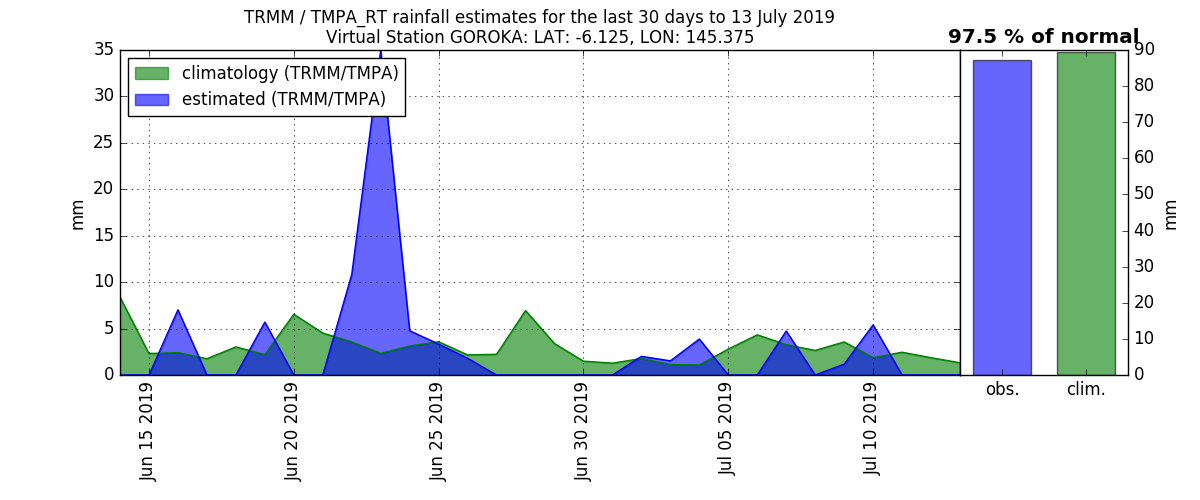 TRMM / TMPA_RT rainfall estimates for the last 30 days to 13 July 2019
Virtual Station GOROKA: LAT: -6.125, LON: 145.375
97.5 % of normal
climatology (TRMM/TMPA)
estimated (TRMM/TMPA)
35
30
25
20
15
10
5
0
mm
Jun 15 2019
Jun 20 2019
Jun 25 2019
Jun 30 2019
Jul 05 2019
Jul 10 2019
90
80
70
60
50
40
30
20
10
0
mm
obs.
clim.